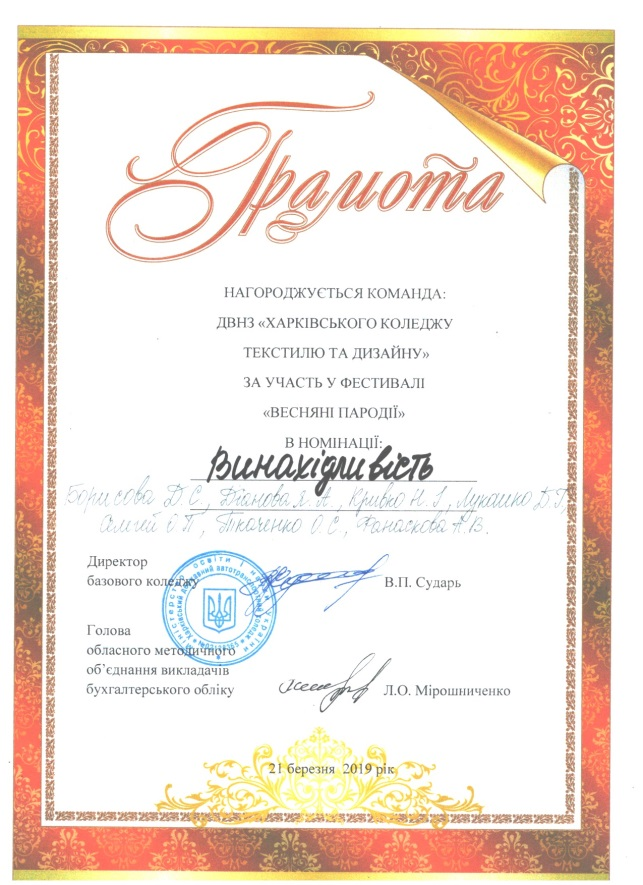 Грамота
НАГОРОДЖУЄТЬСЯ КОМАНДА:
ДВНЗ «ХАРКІВСЬКОГО КОЛЕДЖУ
ТЕКСТИЛЮ ТА ДИЗАЙНУ»
ЗА УЧАСТЬ У ФЕСТИВАЛІ
«ВЕСНЯНІ ПАРОДІЇ»
В НОМІНАЦІЇ:
Винахідливість
Борисова Д. С., Діанова Я. А., Кривко Н. І., Лукашко Д. Г.,
О. П., Ткаченко О. С., Панаскова А. В.
Директор
базового коледжу
В.П. Сударь
Голова
обласного методичного
об’єднання викладачів
бухгалтерського обліку
Л.О. Мірошниченко
21 березня 2019 рік